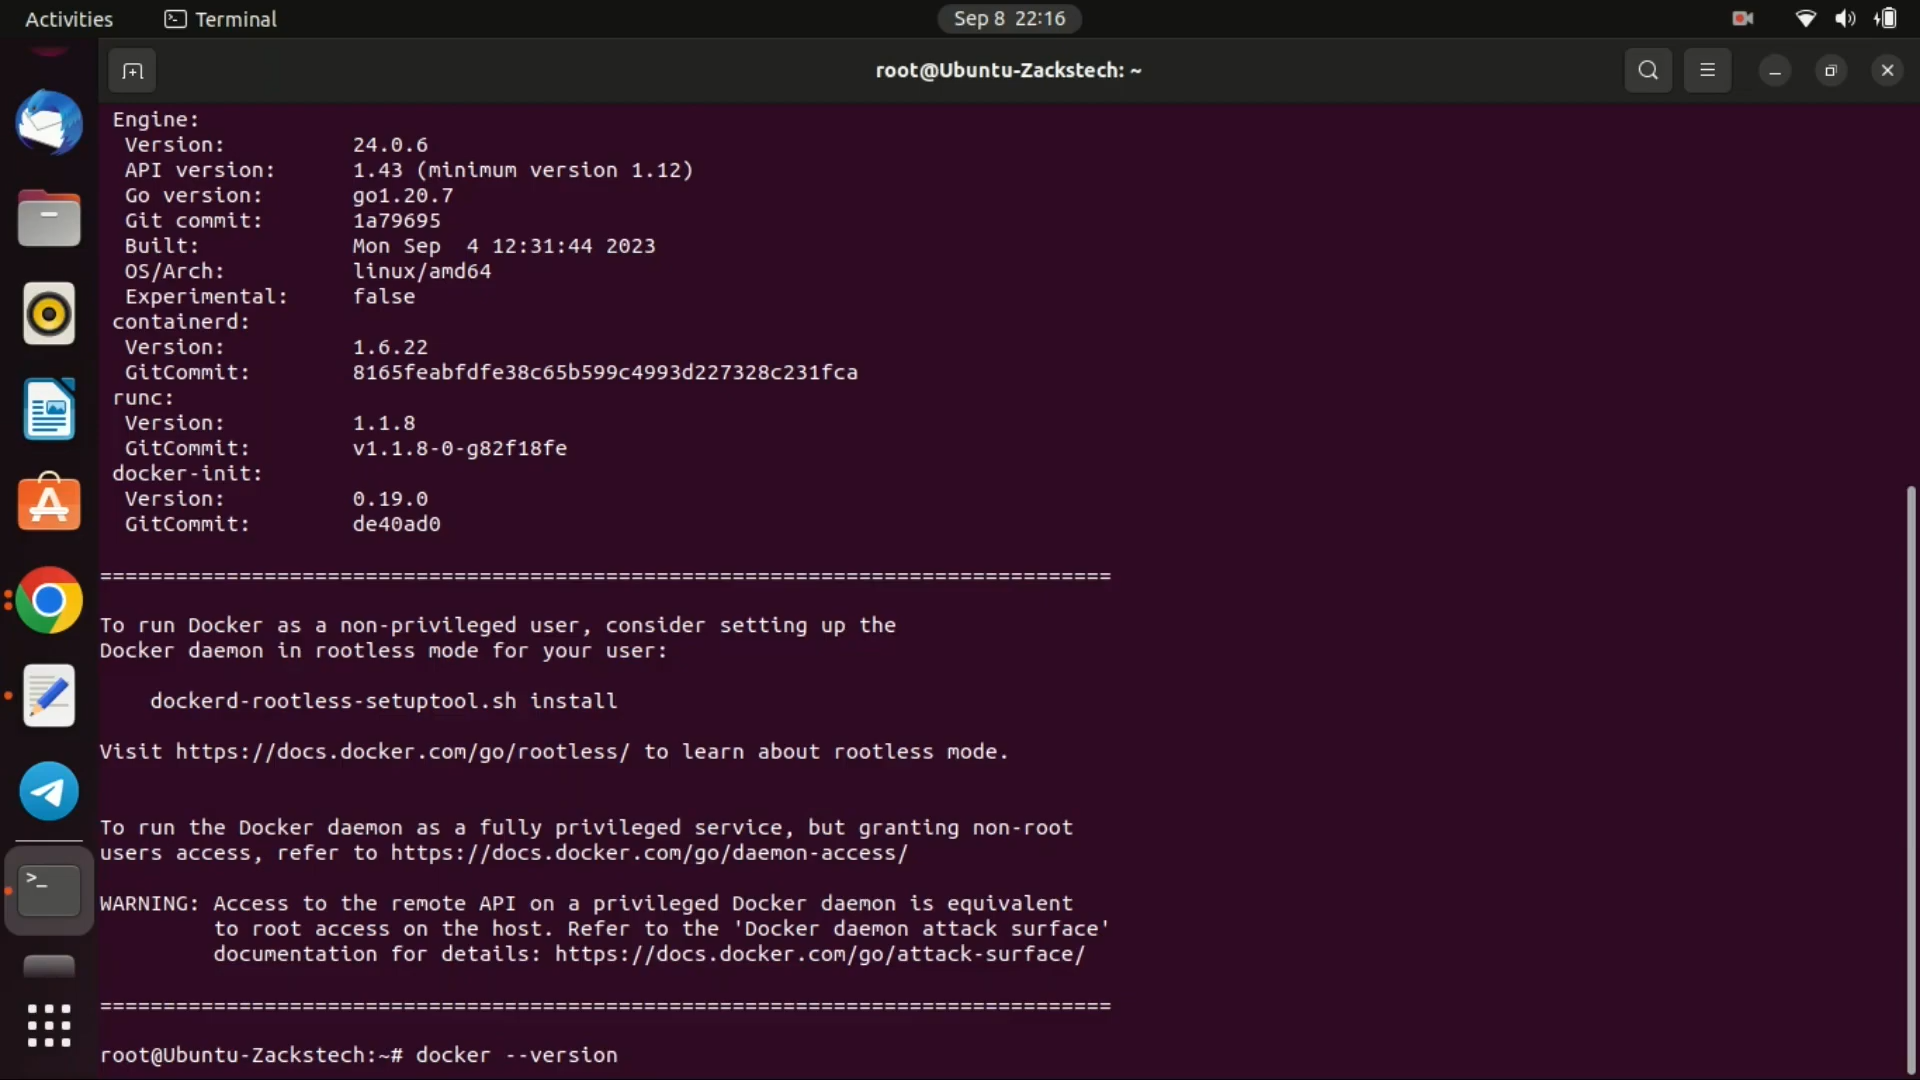 Activities
Terminal
Sep 8 22:16
root@Ubuntu-Zackstech: ~
Engine:
Version: 24.0.6
API version: 1.43 (minimum version 1.12)
Go version: go1.20.7
Git commit: 1a79695
Built: Mon Sep  4 12:31:44 2023
OS/Arch: linux/amd64
Experimental: false
containerd:
Version: 1.6.22
GitCommit: 8165feabfdfe38c65b599c4993d227328c231fca
runc:
Version: 1.1.8
GitCommit: v1.1.8-0-g82f18fe
docker-init:
Version: 0.19.0
GitCommit: de40ad0
================================================================================
To run Docker as a non-privileged user, consider setting up the
Docker daemon in rootless mode for your user:
dockerd-rootless-setuptool.sh install
Visit https://docs.docker.com/go/rootless/ to learn about rootless mode.
To run the Docker daemon as a fully privileged service, but granting non-root
users access, refer to https://docs.docker.com/go/daemon-access/
WARNING: Access to the remote API on a privileged Docker daemon is equivalent
to root access on the host. Refer to the 'Docker daemon attack surface'
documentation for details: https://docs.docker.com/go/attack-surface/
================================================================================
root@Ubuntu-Zackstech:~# docker --version